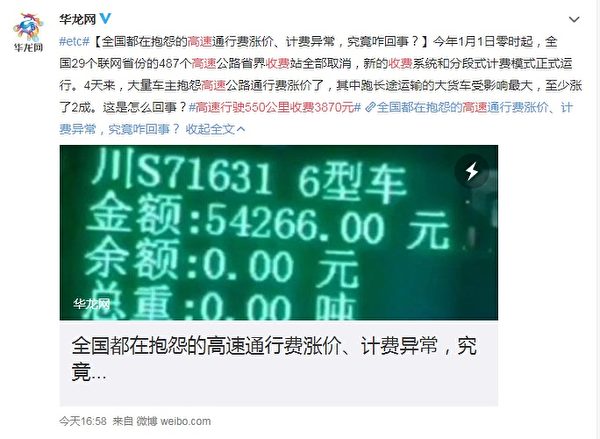 华龙网
华龙网
#etc#【全国都在抱怨的高速通行费涨价、计费异常，究竟咋回事？】今年1月1日零时起，全
国29个联网省份的487个高速公路省界收费站全部取消，新的收费系统和分段式计费模式正式运
行。4天来，大量车主抱怨高速公路通行费涨价了，其中跑长途运输的大货车受影响最大，至少涨
了2成。这是怎么回事？#高速行驶550公里收费3870元# 全国都在抱怨的高速通行费涨价、计
费异常，究竟咋回事？ 收起全文
川S71631 6型车
金额:54266.00 元
余额:0.00 元
总重:0.00 吨
华龙网
全国都在抱怨的高速通行费涨价、计费异常，究
竟...
今天16:58 来自 微博 weibo.com